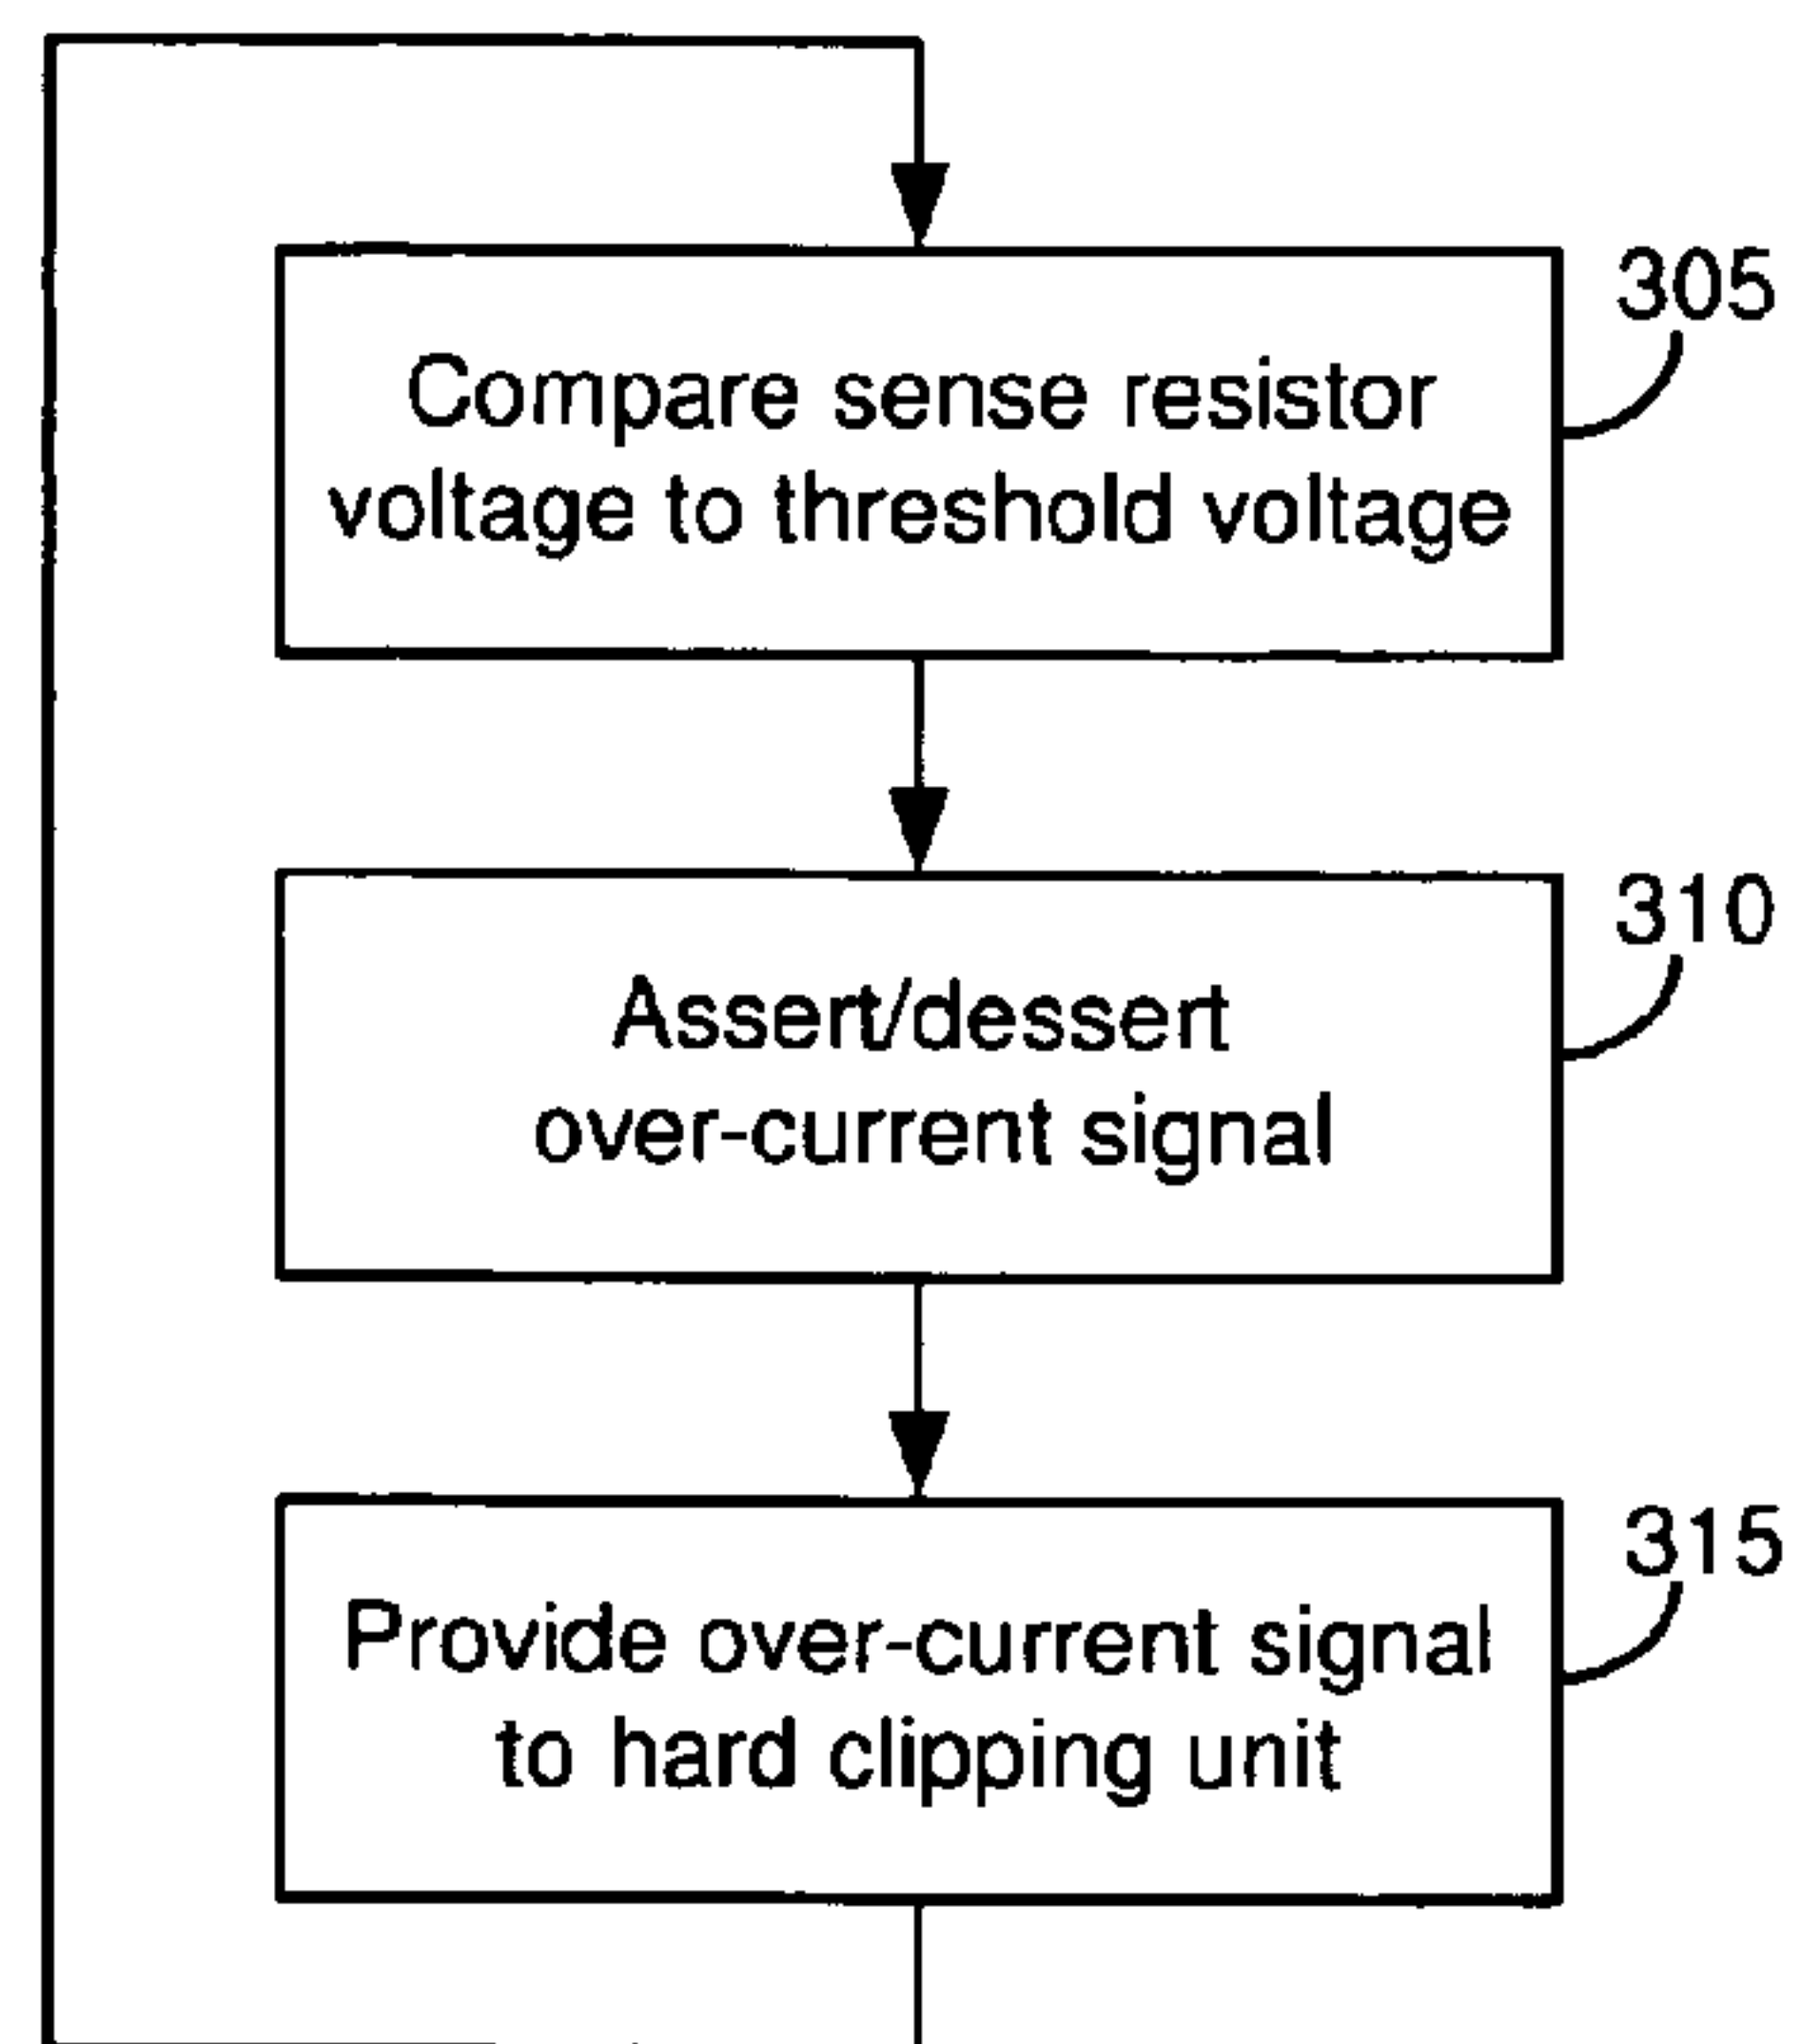 305
Compare sense resistor
voltage to threshold voltage
310
Assert/dessert
over-current signal
315
Provide over-current signal
to hard clipping unit